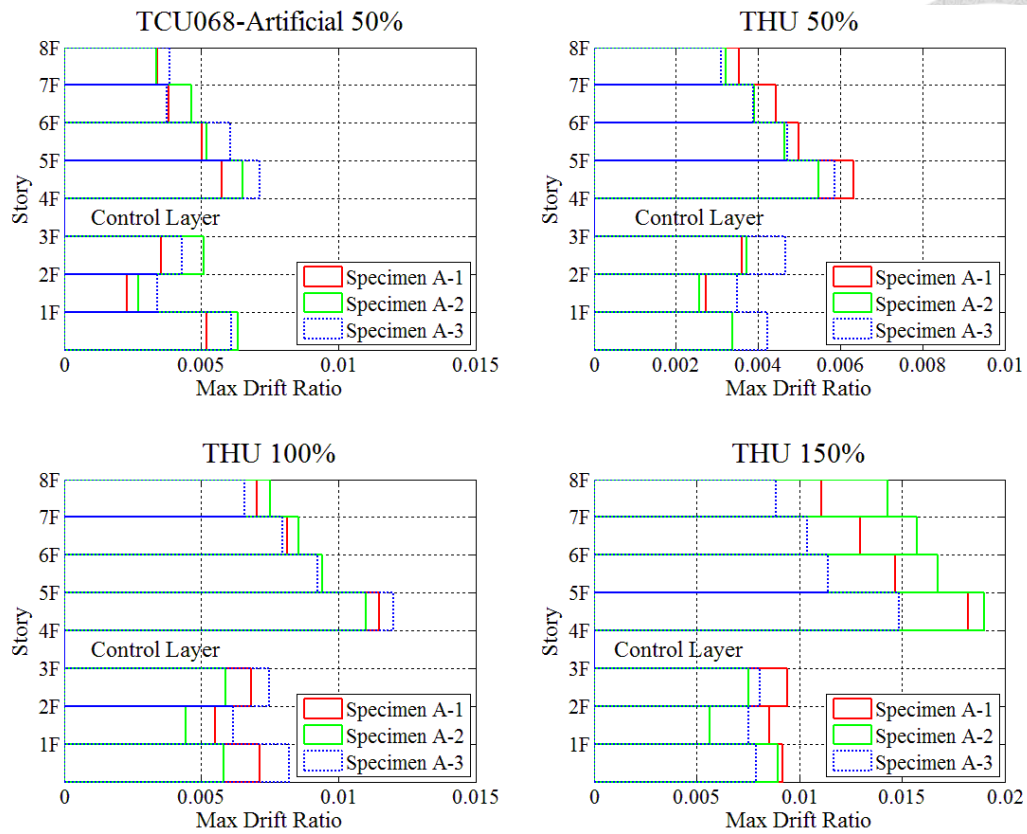 TCU068-Artificial 50%
8F
7F
6F
5F
4F
3F
2F
1F
Story
Control Layer
Specimen A-1
Specimen A-2
Specimen A-3
0 0.005 0.01 0.015
Max Drift Ratio
THU 50%
8F
7F
6F
5F
4F
3F
2F
1F
Story
Control Layer
Specimen A-1
Specimen A-2
Specimen A-3
0 0.002 0.004 0.006 0.008 0.01
Max Drift Ratio
THU 100%
8F
7F
6F
5F
4F
3F
2F
1F
Story
Control Layer
Specimen A-1
Specimen A-2
Specimen A-3
0 0.005 0.01 0.015
Max Drift Ratio
THU 150%
8F
7F
6F
5F
4F
3F
2F
1F
Story
Control Layer
Specimen A-1
Specimen A-2
Specimen A-3
0 0.005 0.01 0.015 0.02
Max Drift Ratio